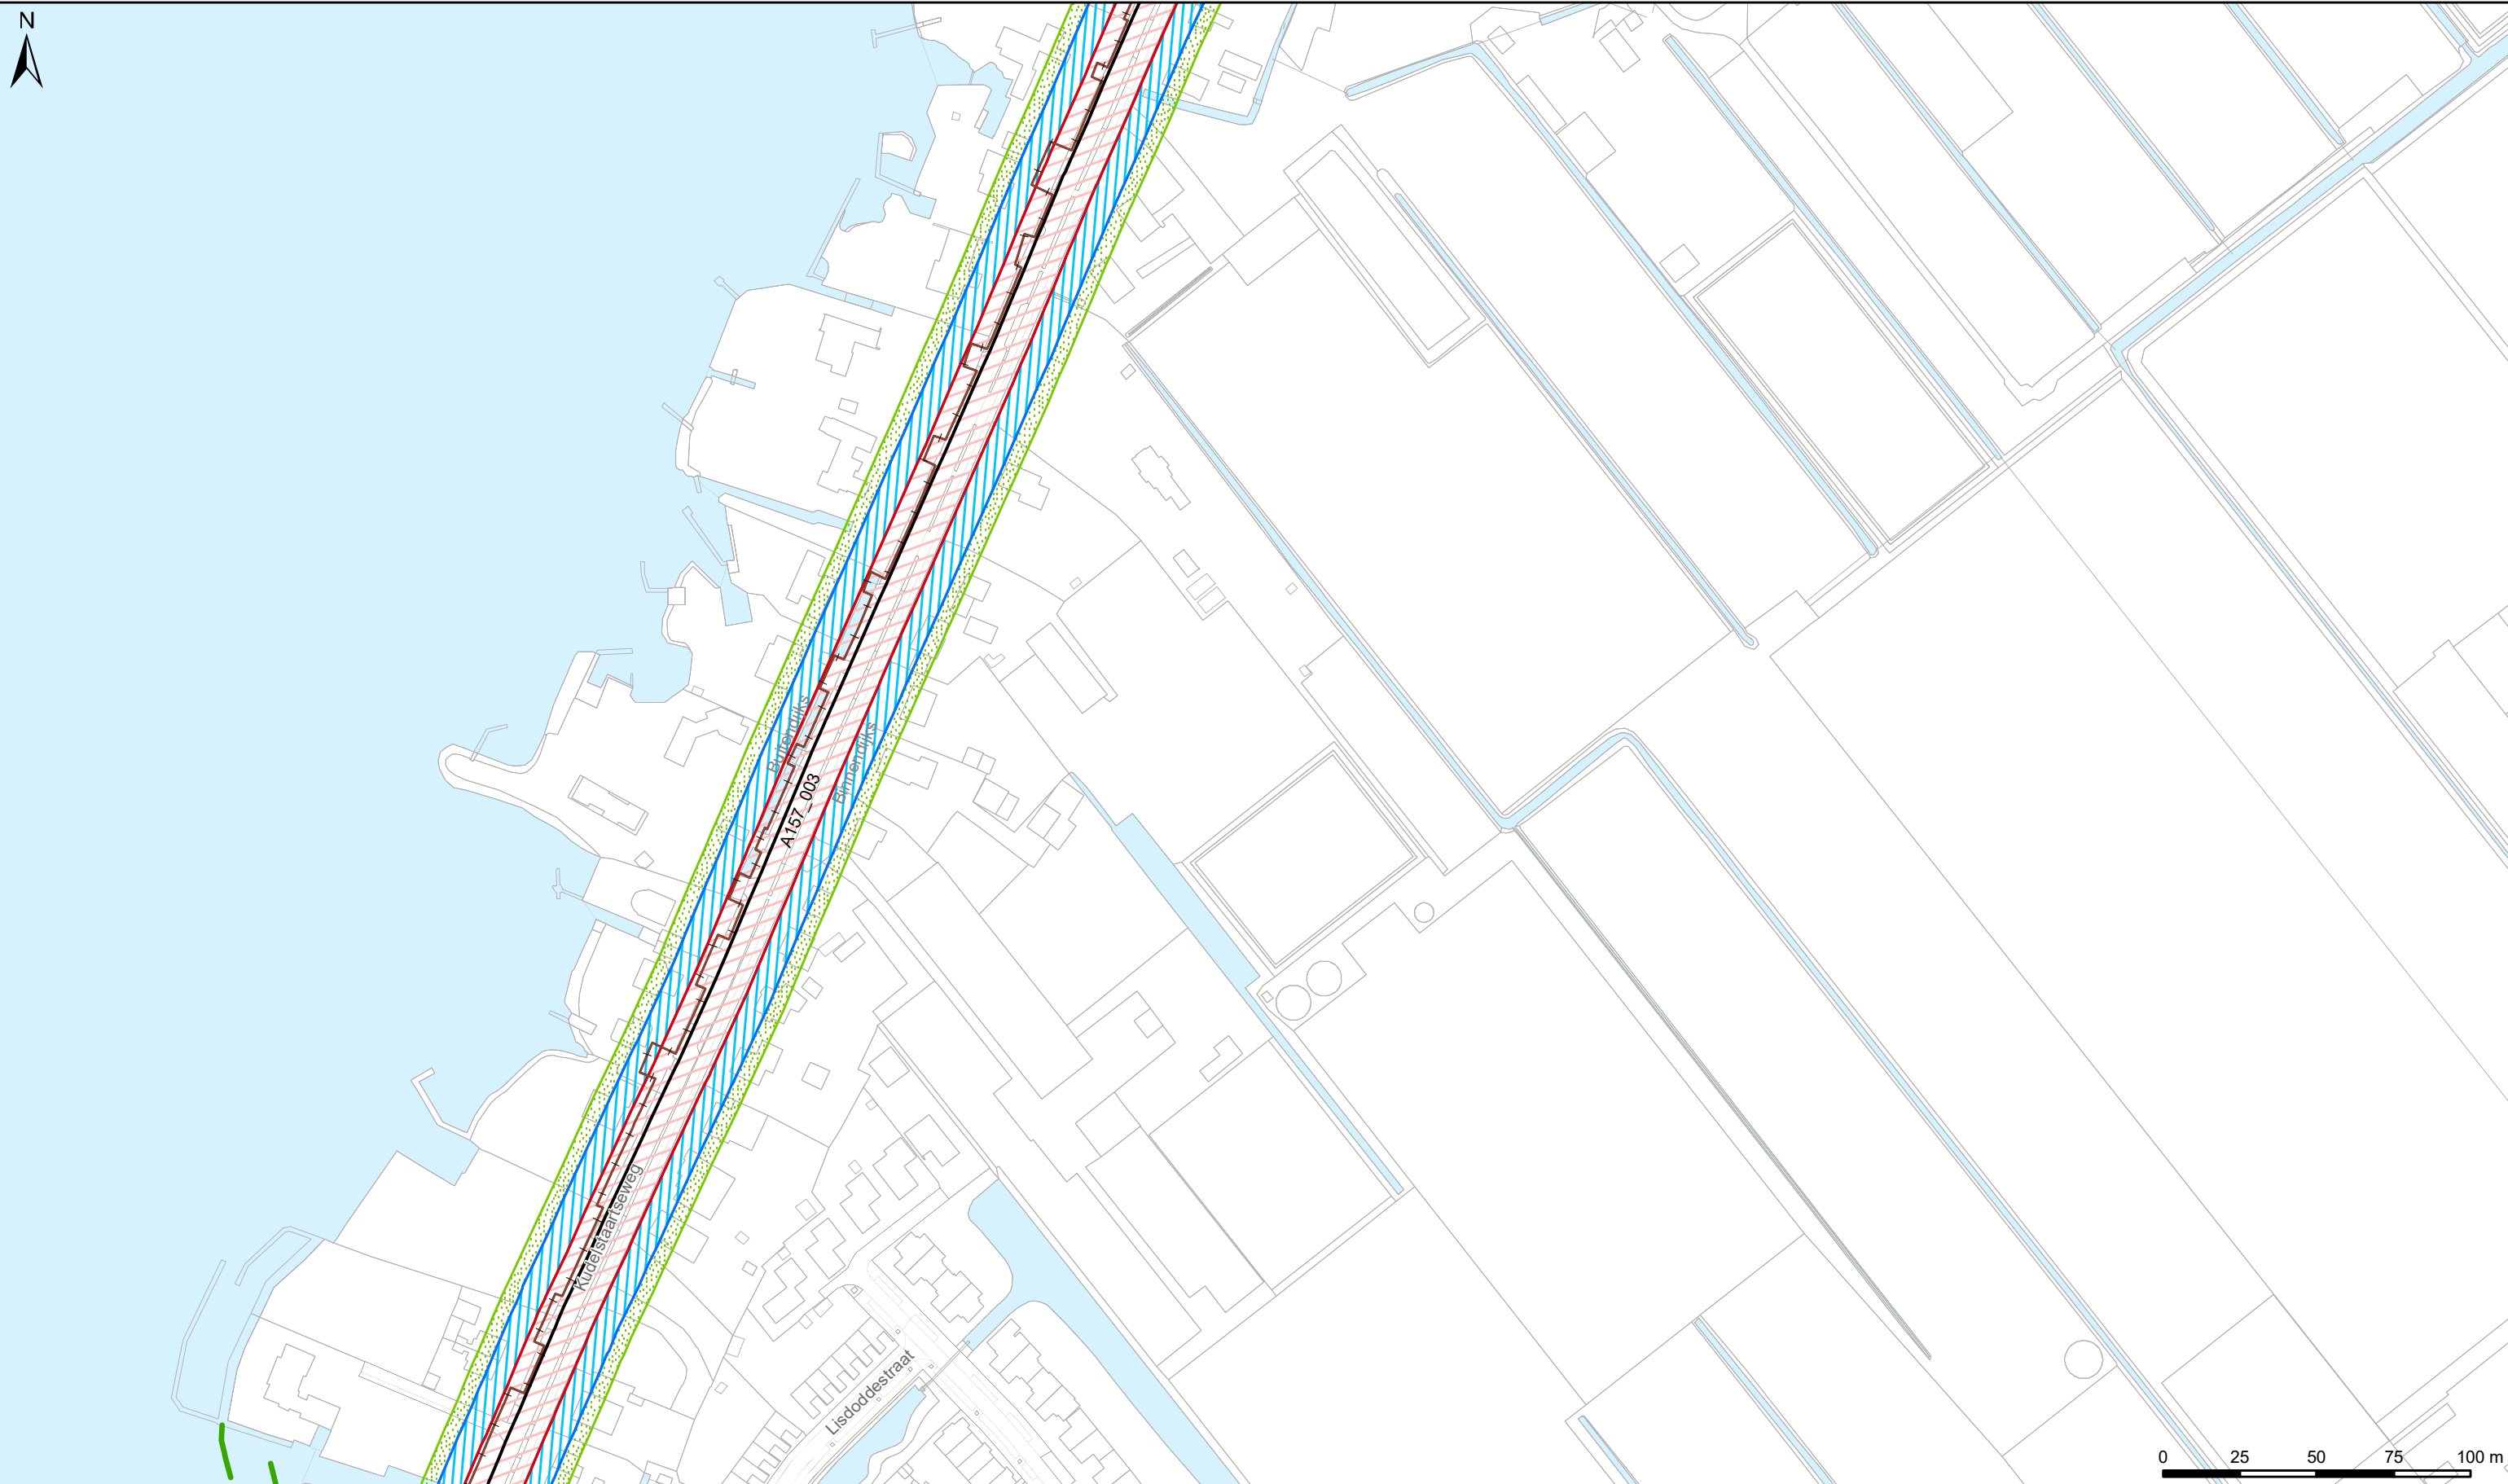 N
Buitendijks
Binnendijks
A157_003
Kudelstaartseweg
Lisdoddestraat
0 25 50 75 100 m